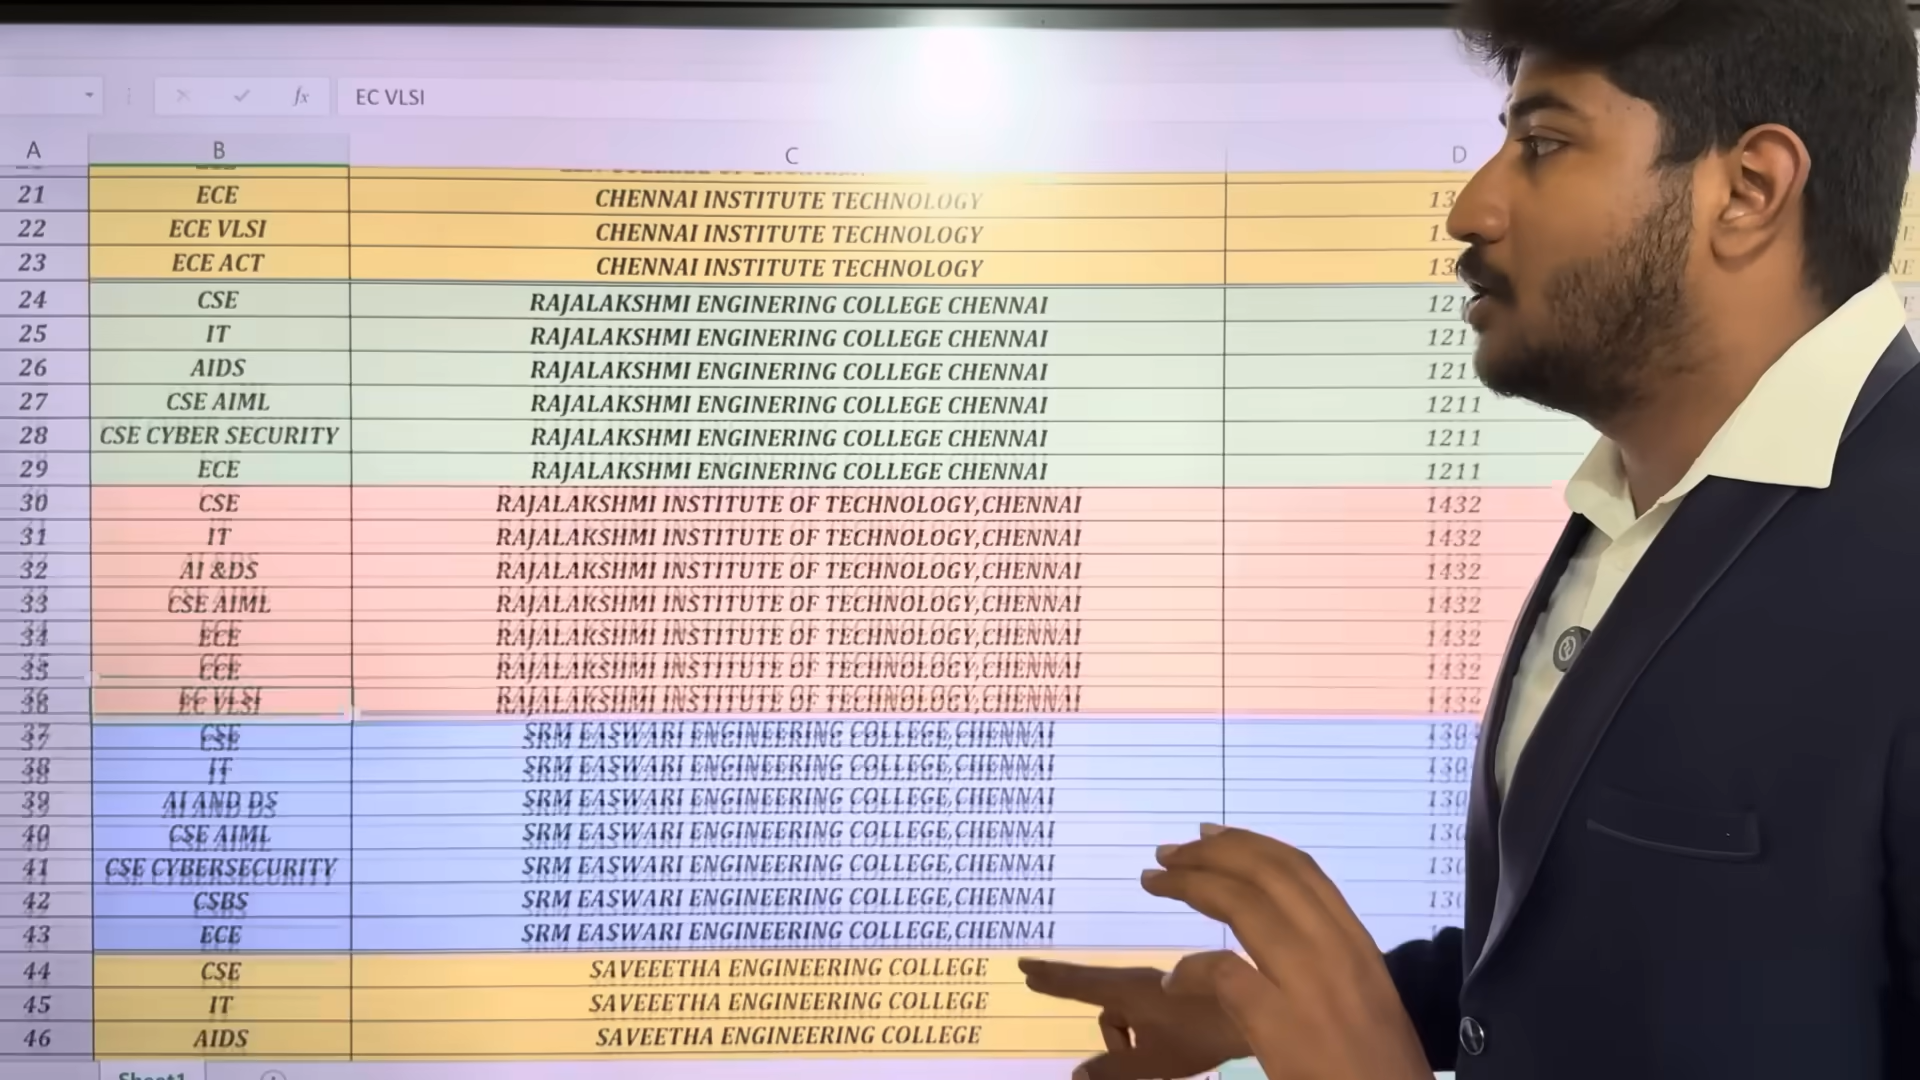 fx EC VLSI
A B C D
21 ECE CHENNAI INSTITUTE TECHNOLOGY
22 ECE VLSI CHENNAI INSTITUTE TECHNOLOGY
23 ECE ACT CHENNAI INSTITUTE TECHNOLOGY
24 CSE RAJALAKSHMI ENGINERING COLLEGE CHENNAI
25 IT RAJALAKSHMI ENGINERING COLLEGE CHENNAI
26 AIDS RAJALAKSHMI ENGINERING COLLEGE CHENNAI
27 CSE AIML RAJALAKSHMI ENGINERING COLLEGE CHENNAI 1211
28 CSE CYBER SECURITY RAJALAKSHMI ENGINERING COLLEGE CHENNAI 1211
29 ECE RAJALAKSHMI ENGINERING COLLEGE CHENNAI 1211
30 CSE RAJALAKSHMI INSTITUTE OF TECHNOLOGY,CHENNAI 1432
31 IT RAJALAKSHMI INSTITUTE OF TECHNOLOGY,CHENNAI 1432
32 AI &DS RAJALAKSHMI INSTITUTE OF TECHNOLOGY,CHENNAI 1432
33 CSE AIML RAJALAKSHMI INSTITUTE OF TECHNOLOGY,CHENNAI 1432
34 ECE RAJALAKSHMI INSTITUTE OF TECHNOLOGY,CHENNAI 1432
35 CCE RAJALAKSHMI INSTITUTE OF TECHNOLOGY,CHENNAI 1432
36 EC VLSI RAJALAKSHMI INSTITUTE OF TECHNOLOGY,CHENNAI 1432
37 CSE SRM EASWARI ENGINEERING COLLEGE,CHENNAI
38 IT SRM EASWARI ENGINEERING COLLEGE,CHENNAI
39 AI AND DS SRM EASWARI ENGINEERING COLLEGE,CHENNAI
40 CSE AIML SRM EASWARI ENGINEERING COLLEGE,CHENNAI
41 CSE CYBERSECURITY SRM EASWARI ENGINEERING COLLEGE,CHENNAI
42 CSBS SRM EASWARI ENGINEERING COLLEGE,CHENNAI
43 ECE SRM EASWARI ENGINEERING COLLEGE,CHENNAI
44 CSE SAVEEETHA ENGINEERING COLLEGE
45 IT SAVEEETHA ENGINEERING COLLEGE
46 AIDS SAVEETHA ENGINEERING COLLEGE
Sheet1